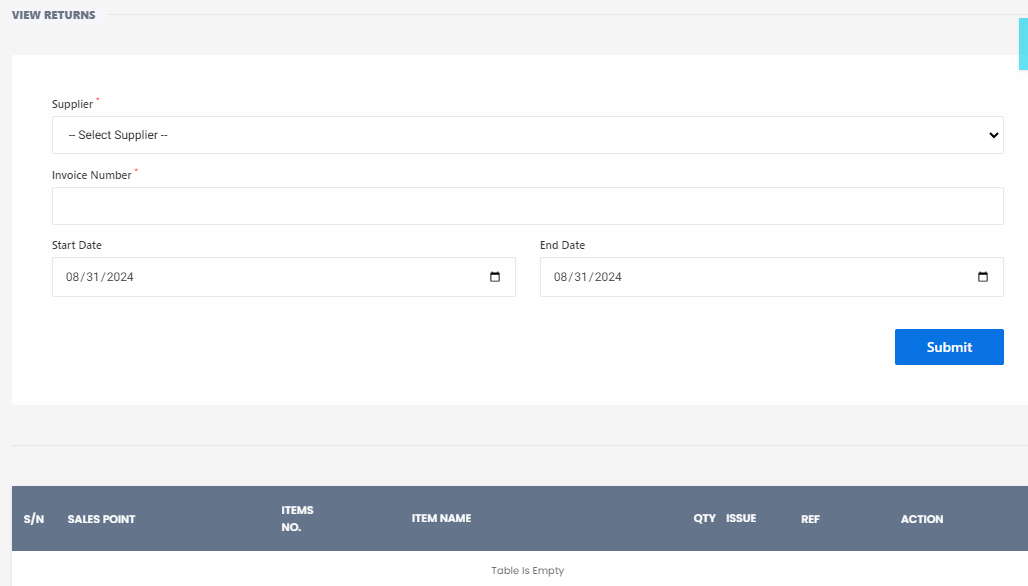 VIEW RETURNS
Supplier *
-- Select Supplier --
Invoice Number *
Start Date
End Date
08/31/2024
08/31/2024
Submit
S/N SALES POINT ITEMS NO. ITEM NAME QTY ISSUE REF ACTION
Table Is Empty